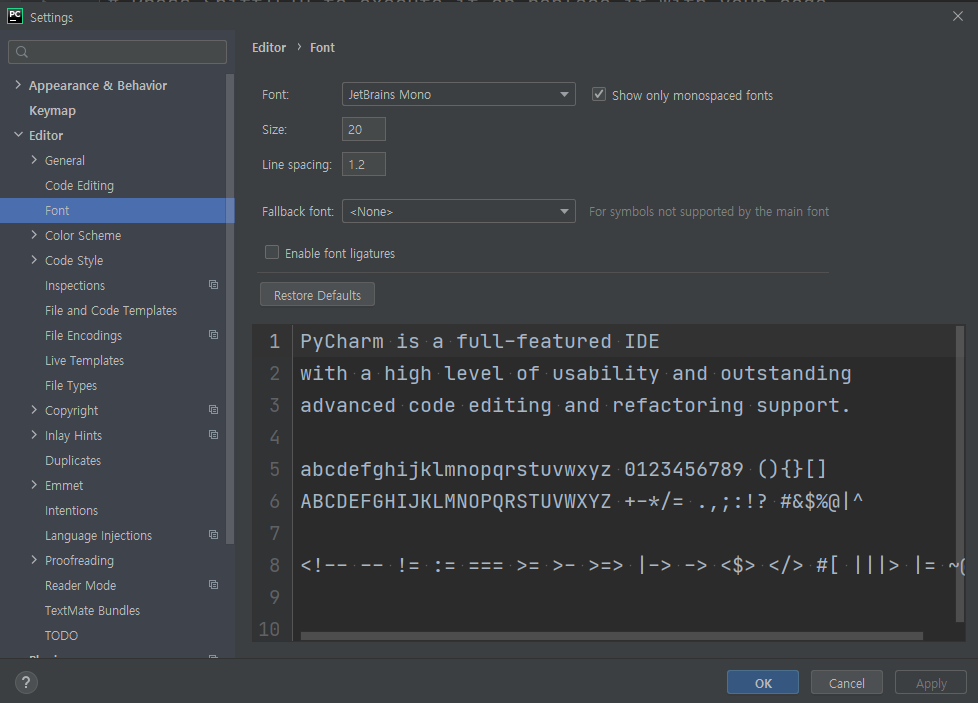 PC Settings
Appearance & Behavior
Keymap
Editor
General
Code Editing
Font
Color Scheme
Code Style
Inspections
File and Code Templates
File Encodings
Live Templates
File Types
Copyright
Inlay Hints
Duplicates
Emmet
Intentions
Language Injections
Proofreading
Reader Mode
TextMate Bundles
TODO
Editor › Font
Font: JetBrains Mono Show only monospaced fonts
Size: 20
Line spacing: 1.2
Fallback font: <None> For symbols not supported by the main font
Enable font ligatures
Restore Defaults
1 PyCharm is a full-featured IDE
2 with a high level of usability and outstanding
3 advanced code editing and refactoring support.
4
5 abcdefghijklmnopqrstuvwxyz 0123456789 (){}[]
6 ABCDEFGHIJKLMNOPQRSTUVWXYZ +-*/= .,;:!? #&$%@|^
7
8 <!-- -- != := === >= >- >=> |-> -> <$> </> #[ |||> |= ~@
9
10
? OK Cancel Apply